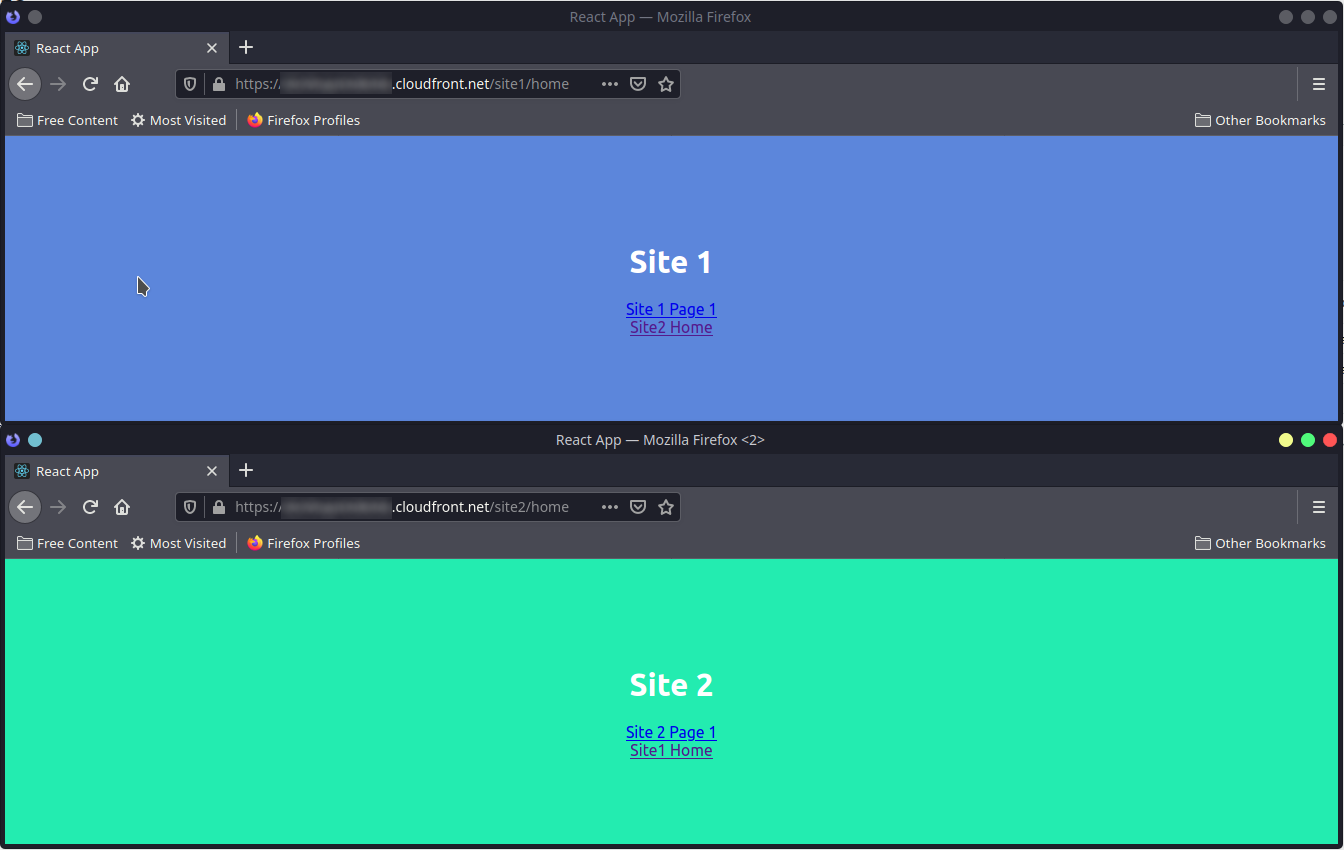 React App — Mozilla Firefox
React App
https://.cloudfront.net/site1/home
Free Content Most Visited Firefox Profiles Other Bookmarks
Site 1
Site 1 Page 1
Site2 Home
React App — Mozilla Firefox <2>
React App
https://.cloudfront.net/site2/home
Free Content Most Visited Firefox Profiles Other Bookmarks
Site 2
Site 2 Page 1
Site1 Home